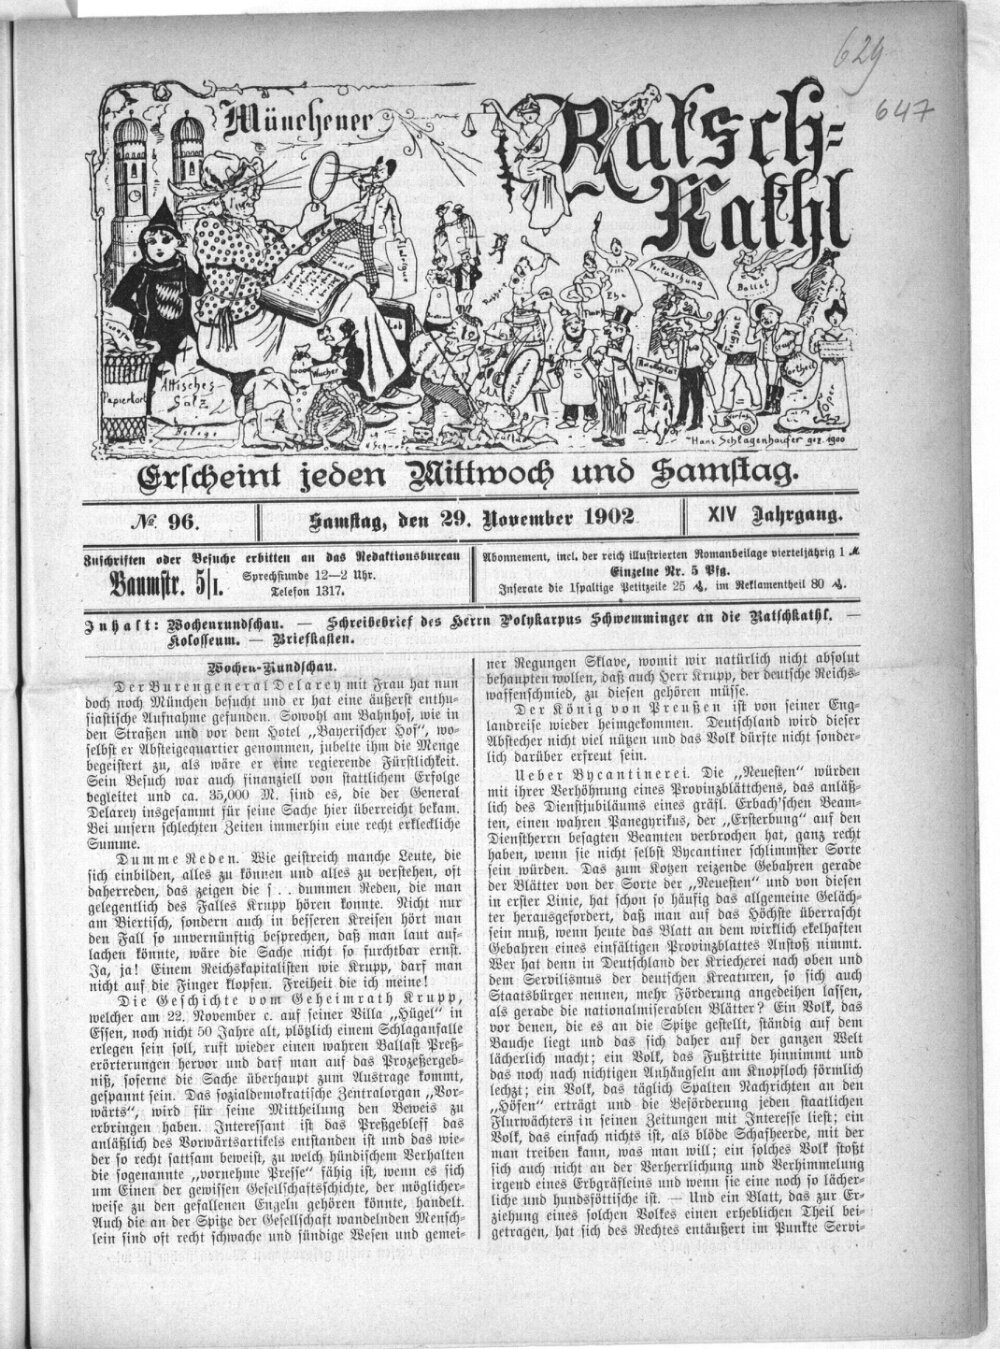 629
647
Münchener
Ratsch-
Kathl
Papierkorb
Attisches
Salz
Wucher
Vertuschung
Ballst
Ehe
Hans Schlagenhaufer gez. 1900
Erscheint jeden Mittwoch und Samstag.
No. 96.
Samstag, den 29. November 1902
XIV Jahrgang.
Zuschriften oder Besuche erbitten an das Redaktionsbureau
Baumstr. 5/I.
Sprechstunde 12—2 Uhr.
Telefon 1317.
Abonnement, incl. der reich illustrierten Romanbeilage vierteljährig 1 M
Einzelne Nr. 5 Pfg.
Inserate die 1spaltige Petitzeile 25 ₰, im Reklamentheil 80 ₰.
Inhalt: Wochenrundschau. — Schreibebrief des Herrn Polykarpus Schwemminger an die Ratschkathl. —
Kolosseum. — Briefkasten.
Wochen-Rundschau.
Der Burengeneral Delarey mit Frau hat nun
doch noch München besucht und er hat eine äußerst enthu-
siastische Aufnahme gefunden. Sowohl am Bahnhof, wie in
den Straßen und vor dem Hotel „Bayerischer Hof“, wo-
selbst er Absteigequartier genommen, jubelte ihm die Menge
begeistert zu, als wäre er eine regierende Fürstlichkeit.
Sein Besuch war auch finanziell von stattlichem Erfolge
begleitet und ca. 35,000 M. sind es, die der General
Delarey insgesammt für seine Sache hier überreicht bekam.
Bei unsern schlechten Zeiten immerhin eine recht erkleckliche
Summe.
Dumme Reden. Wie geistreich manche Leute, die
sich einbilden, alles zu können und alles zu verstehen, oft
daherreden, das zeigen die s . . dummen Reden, die man
gelegentlich des Falles Krupp hören konnte. Nicht nur
am Biertisch, sondern auch in besseren Kreisen hört man
den Fall so unvernünftig besprechen, daß man laut auf-
lachen könnte, wäre die Sache nicht so furchtbar ernst.
Ja, ja! Einem Reichskapitalisten wie Krupp, darf man
nicht auf die Finger klopfen. Freiheit die ich meine!
Die Geschichte vom Geheimrath Krupp,
welcher am 22. November c. auf seiner Villa „Hügel“ in
Essen, noch nicht 50 Jahre alt, plötzlich einem Schlaganfalle
erlegen sein soll, ruft wieder einen wahren Ballast Preß-
erörterungen hervor und darf man auf das Prozeßergeb-
niß, soferne die Sache überhaupt zum Austrage kommt,
gespannt sein. Das sozialdemokratische Zentralorgan „Vor-
wärts“, wird für seine Mittheilung den Beweis zu
erbringen haben. Interessant ist das Preßgebleff das
anläßlich des Vorwärtsartikels entstanden ist und das wie-
der so recht sattsam beweist, zu welch hündischem Verhalten
die sogenannte „vornehme Presse“ fähig ist, wenn es sich
um Einen der gewissen Gesellschaftsschichte, der möglicher-
weise zu den gefallenen Engeln gehören könnte, handelt.
Auch die an der Spitze der Gesellschaft wandelnden Mensch-
lein sind oft recht schwache und sündige Wesen und gemei-
ner Regungen Sklave, womit wir natürlich nicht absolut
behaupten wollen, daß auch Herr Krupp, der deutsche Reichs-
waffenschmied, zu diesen gehören müsse.
Der König von Preußen ist von seiner Eng-
landreise wieder heimgekommen. Deutschland wird dieser
Abstecher nicht viel nützen und das Volk dürfte nicht sonder-
lich darüber erfreut sein.
Ueber Bycantinerei. Die „Neuesten“ würden
mit ihrer Verhöhnung eines Provinzblättchens, das anläß-
lich des Dienstjubiläums eines gräfl. Erbach'schen Beam-
ten, einen wahren Panegyrikus, der „Ersterbung“ auf den
Dienstherrn besagten Beamten verbrochen hat, ganz recht
haben, wenn sie nicht selbst Bycantiner schlimmster Sorte
sein würden. Das zum Kotzen reizende Gebahren gerade
der Blätter von der Sorte der „Neuesten“ und von diesen
in erster Linie, hat schon so häufig das allgemeine Geläch-
ter herausgefordert, daß man auf das Höchste überrascht
sein muß, wenn heute das Blatt an dem wirklich ekelhaften
Gebahren eines einfältigen Provinzblattes Anstoß nimmt.
Wer hat denn in Deutschland der Kriecherei nach oben und
dem Servilismus der deutschen Kreaturen, so sich auch
Staatsbürger nennen, mehr Förderung angedeihen lassen,
als gerade die nationalmiserablen Blätter? Ein Volk, das
vor denen, die es an die Spitze gestellt, ständig auf dem
Bauche liegt und das sich daher auf der ganzen Welt
lächerlich macht; ein Volk, das Fußtritte hinnimmt und
das noch nach nichtigen Anhängseln am Knopfloch förmlich
lechzt; ein Volk, das täglich Spalten Nachrichten an den
„Höfen“ erträgt und die Beförderung jeden staatlichen
Flurwächters in seinen Zeitungen mit Interesse liest; ein
Volk, das einfach nichts ist, als blöde Schafheerde, mit der
man treiben kann, was man will; ein solches Volk stoßt
sich auch nicht an der Verherrlichung und Verhimmelung
irgend eines Erbgräfleins und wenn sie eine noch so lächer-
liche und hundsföttische ist. — Und ein Blatt, das zur Er-
ziehung eines solchen Volkes einen erheblichen Theil bei-
getragen, hat sich des Rechtes entäußert im Punkte Servi-